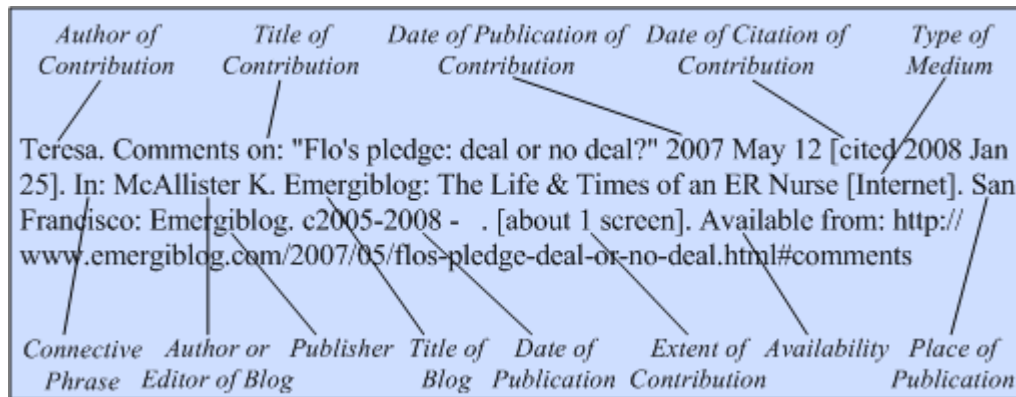 Author of Title of Date of Publication of Date of Citation of Type of
Contribution Contribution Contribution Contribution Medium
Teresa. Comments on: "Flo's pledge: deal or no deal?" 2007 May 12 [cited 2008 Jan
25]. In: McAllister K. Emergiblog: The Life & Times of an ER Nurse [Internet]. San
Francisco: Emergiblog. c2005-2008 - . [about 1 screen]. Available from: http://
www.emergiblog.com/2007/05/flos-pledge-deal-or-no-deal.html#comments
Connective Author or Publisher Title of Date of Extent of Availability Place of
Phrase Editor of Blog Blog Publication Contribution Publication